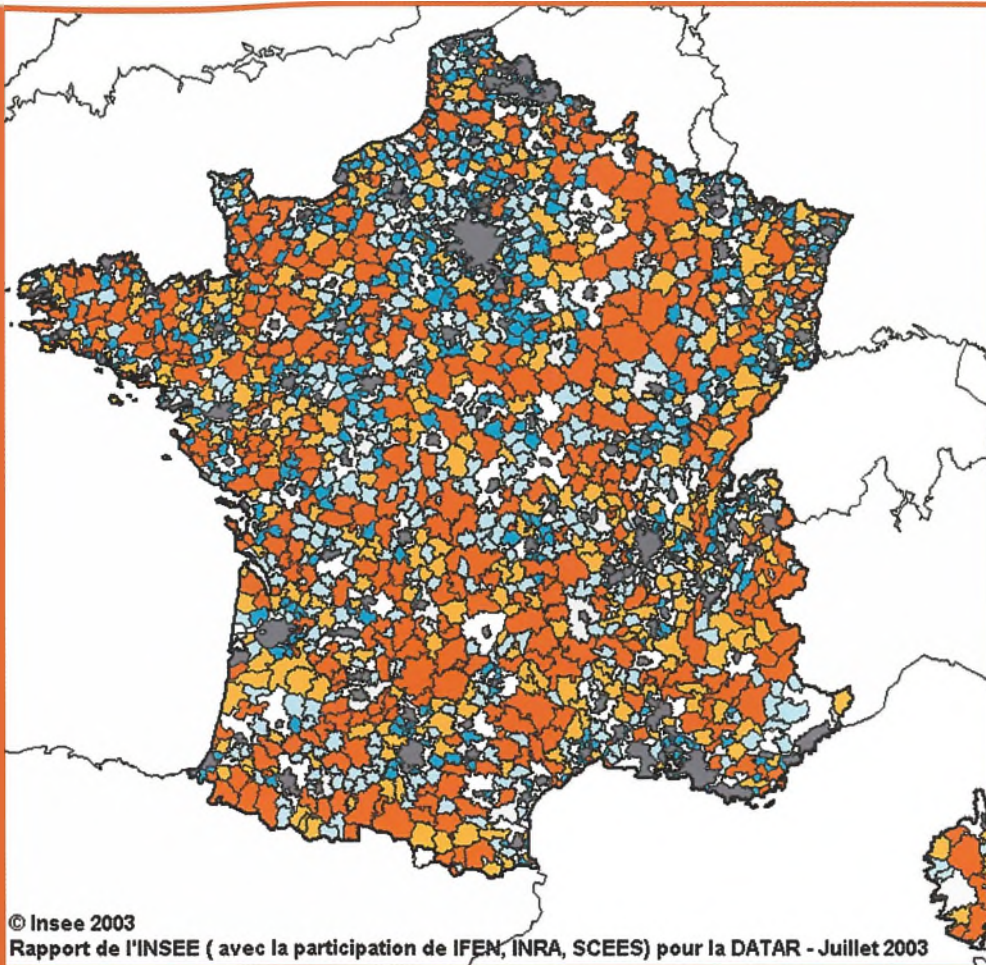 © Insee 2003
Rapport de l'INSEE ( avec la participation de IFEN, INRA, SCEES) pour la DATAR - Juillet 2003